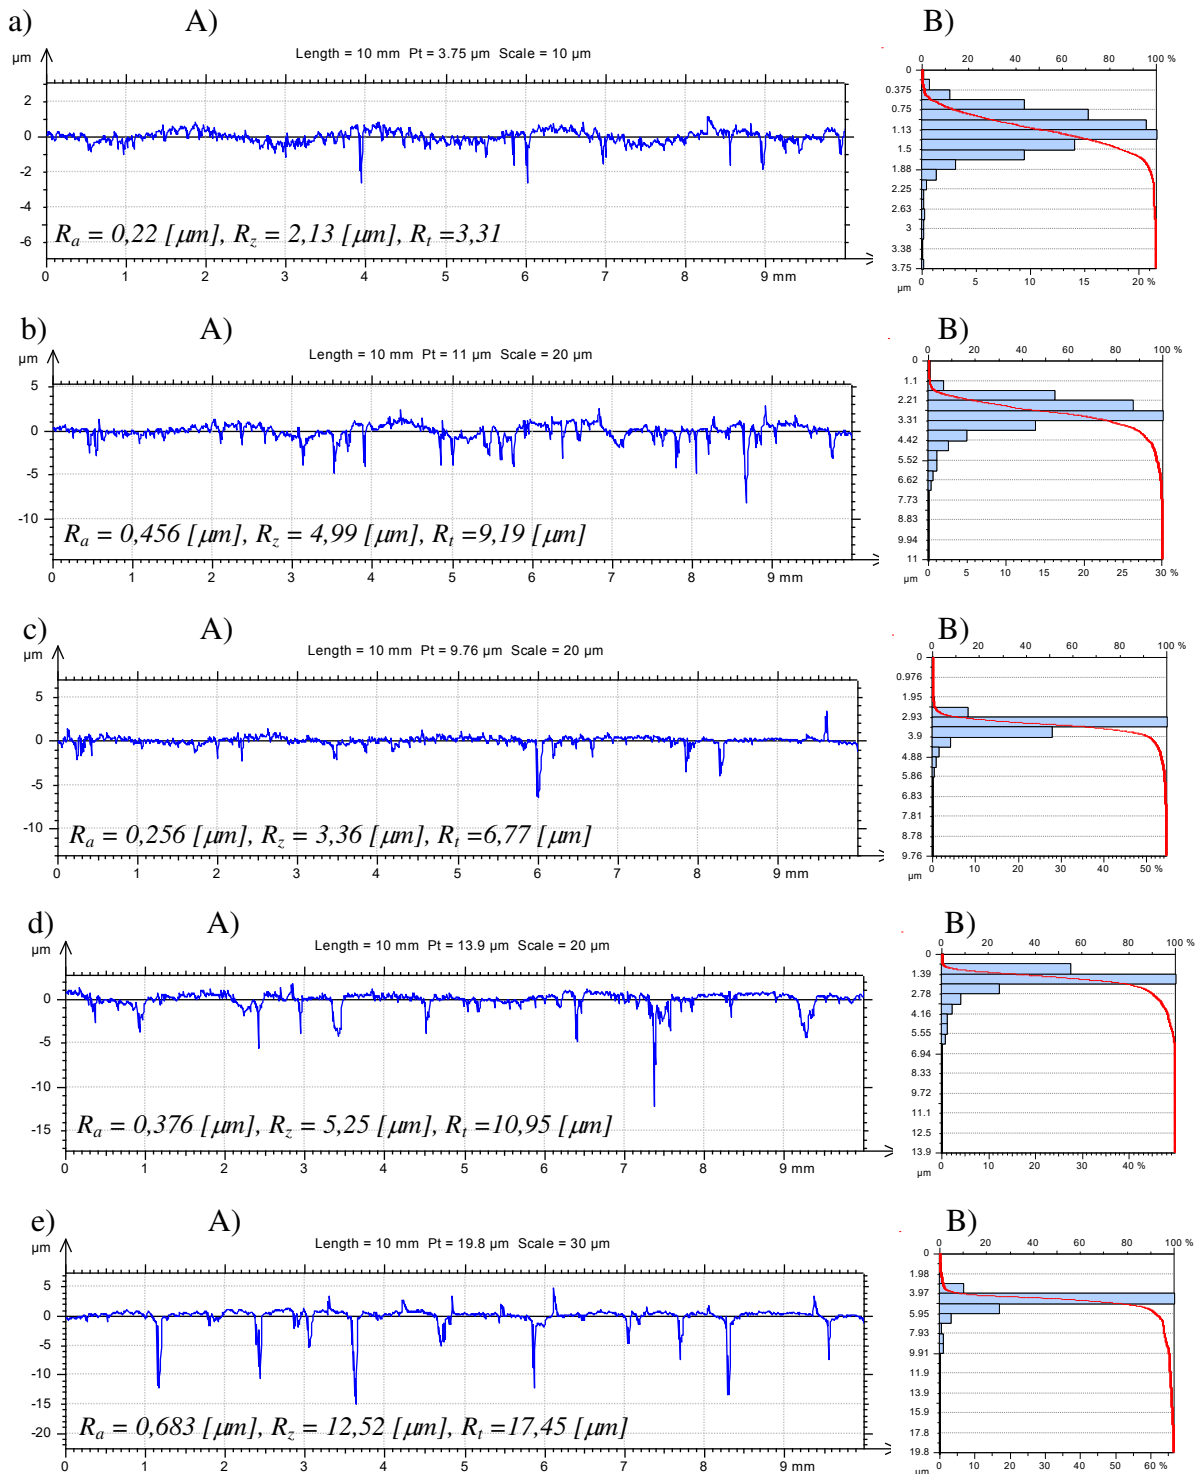 a) A) B)
Length = 10 mm Pt = 3.75 µm Scale = 10 µm
µm
2
0
-2
-4
-6
R_a = 0,22 [µm], R_z = 2,13 [µm], R_t =3,31
0 1 2 3 4 5 6 7 8 9 mm
0 20 40 60 80 100 %
0
0.375
0.75
1.13
1.5
1.88
2.25
2.63
3
3.38
3.75
µm
0 5 10 15 20 %
b) A) B)
Length = 10 mm Pt = 11 µm Scale = 20 µm
µm
5
0
-5
-10
R_a = 0,456 [µm], R_z = 4,99 [µm], R_t =9,19 [µm]
0 1 2 3 4 5 6 7 8 9 mm
0 20 40 60 80 100 %
0
1.1
2.21
3.31
4.42
5.52
6.62
7.73
8.83
9.94
11
µm
0 5 10 15 20 25 30 %
c) A) B)
Length = 10 mm Pt = 9.76 µm Scale = 20 µm
µm
5
0
-5
-10
R_a = 0,256 [µm], R_z = 3,36 [µm], R_t =6,77 [µm]
0 1 2 3 4 5 6 7 8 9 mm
0 20 40 60 80 100 %
0
0.976
1.95
2.93
3.9
4.88
5.86
6.83
7.81
8.78
9.76
µm
0 10 20 30 40 50 %
d) A) B)
Length = 10 mm Pt = 13.9 µm Scale = 20 µm
µm
0
-5
-10
-15
R_a = 0,376 [µm], R_z = 5,25 [µm], R_t =10,95 [µm]
0 1 2 3 4 5 6 7 8 9 mm
0 20 40 60 80 100 %
0
1.39
2.78
4.16
5.55
6.94
8.33
9.72
11.1
12.5
13.9
µm
0 10 20 30 40 %
e) A) B)
Length = 10 mm Pt = 19.8 µm Scale = 30 µm
µm
5
0
-5
-10
-15
-20
R_a = 0,683 [µm], R_z = 12,52 [µm], R_t =17,45 [µm]
0 1 2 3 4 5 6 7 8 9 mm
0 20 40 60 80 100 %
0
1.98
3.97
5.95
7.93
9.91
11.9
13.9
15.9
17.8
19.8
µm
0 10 20 30 40 50 60 %